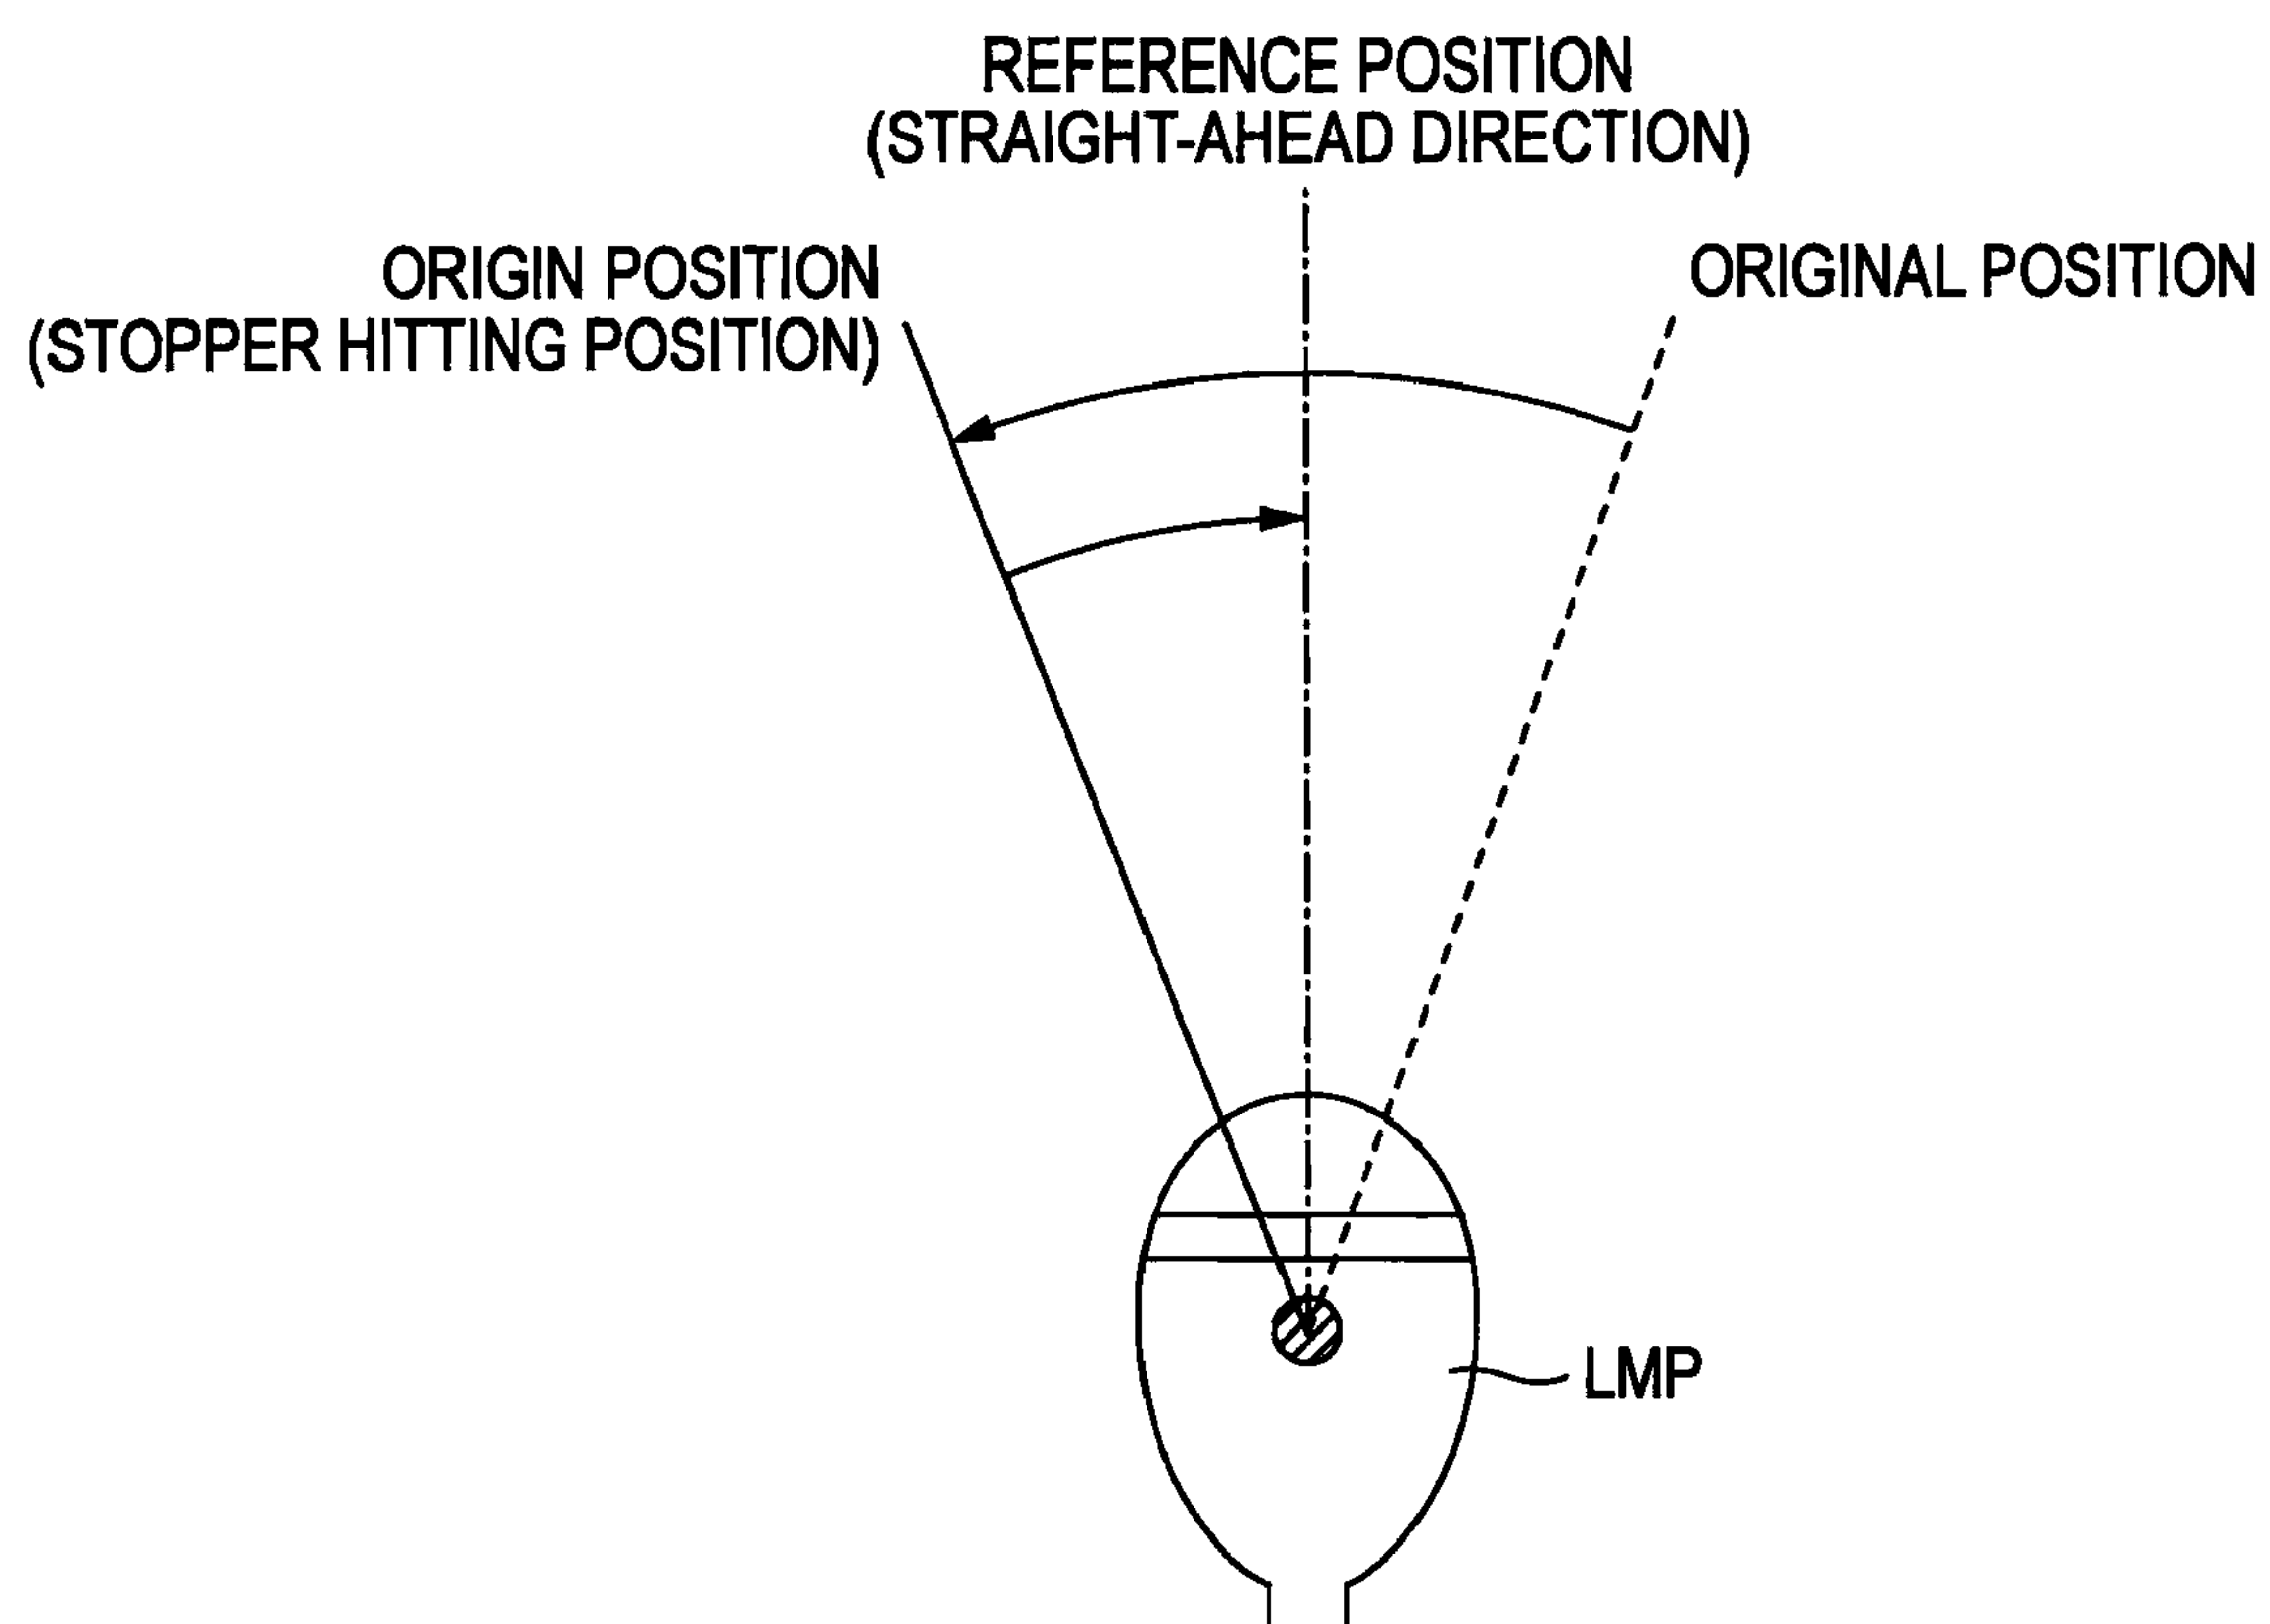 REFERENCE POSITION
(STRAIGHT-AHEAD DIRECTION)
ORIGIN POSITION
(STOPPER HITTING POSITION)
ORIGINAL POSITION
LMP